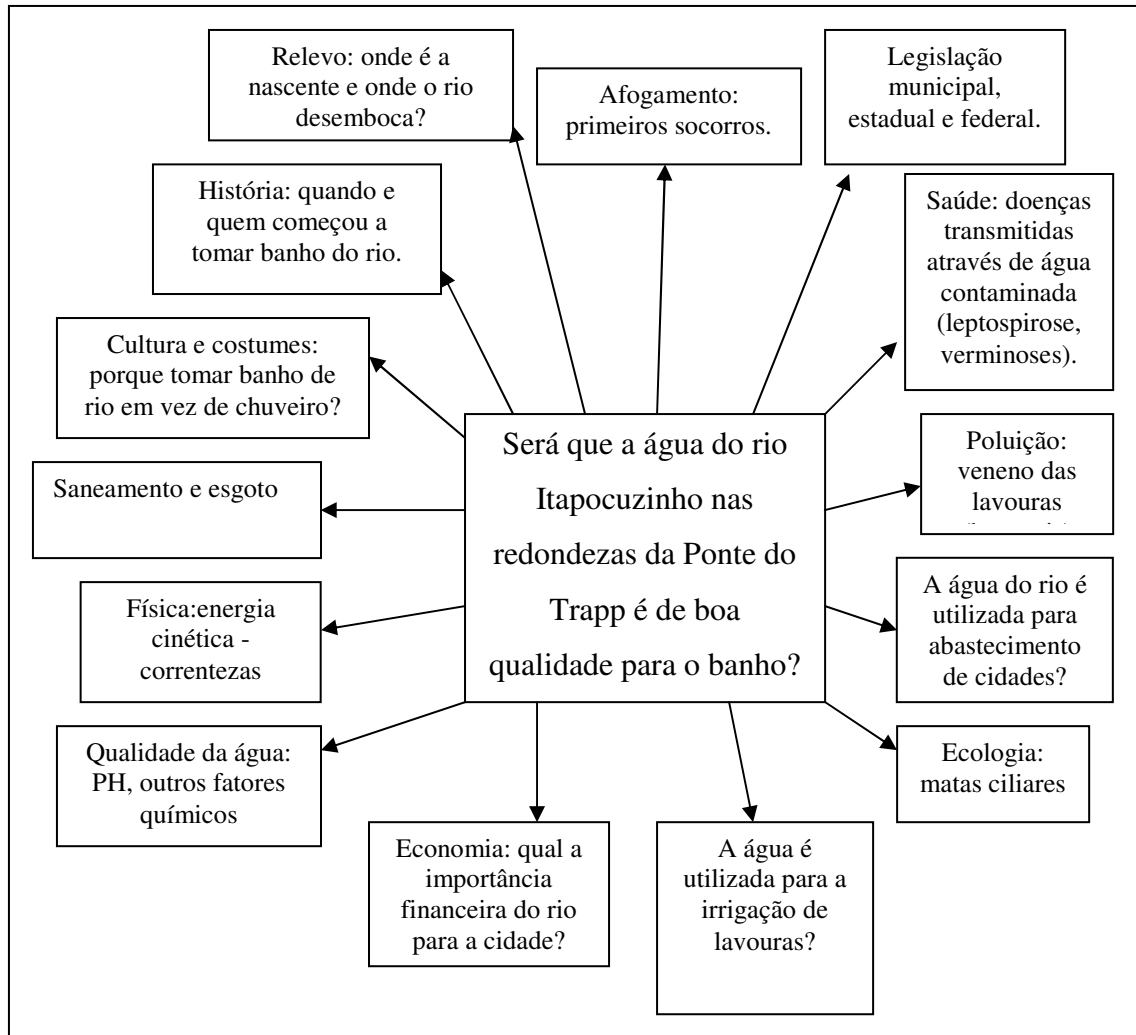 Relevo: onde é a
nascente e onde o rio
desemboca?
Afogamento:
primeiros socorros.
Legislação
municipal,
estadual e federal.
História: quando e
quem começou a
tomar banho do rio.
Saúde: doenças
transmitidas
através de água
contaminada
(leptospirose,
verminoses).
Cultura e costumes:
porque tomar banho de
rio em vez de chuveiro?
Será que a água do rio
Itapocuzinho nas
redondezas da Ponte do
Trapp é de boa
qualidade para o banho?
Poluição:
veneno das
lavouras
Saneamento e esgoto
Física:energia
cinética -
correntezas
A água do rio é
utilizada para
abastecimento
de cidades?
Qualidade da água:
PH, outros fatores
químicos
Ecologia:
matas ciliares
Economia: qual a
importância
financeira do rio
para a cidade?
A água é
utilizada para a
irrigação de
lavouras?